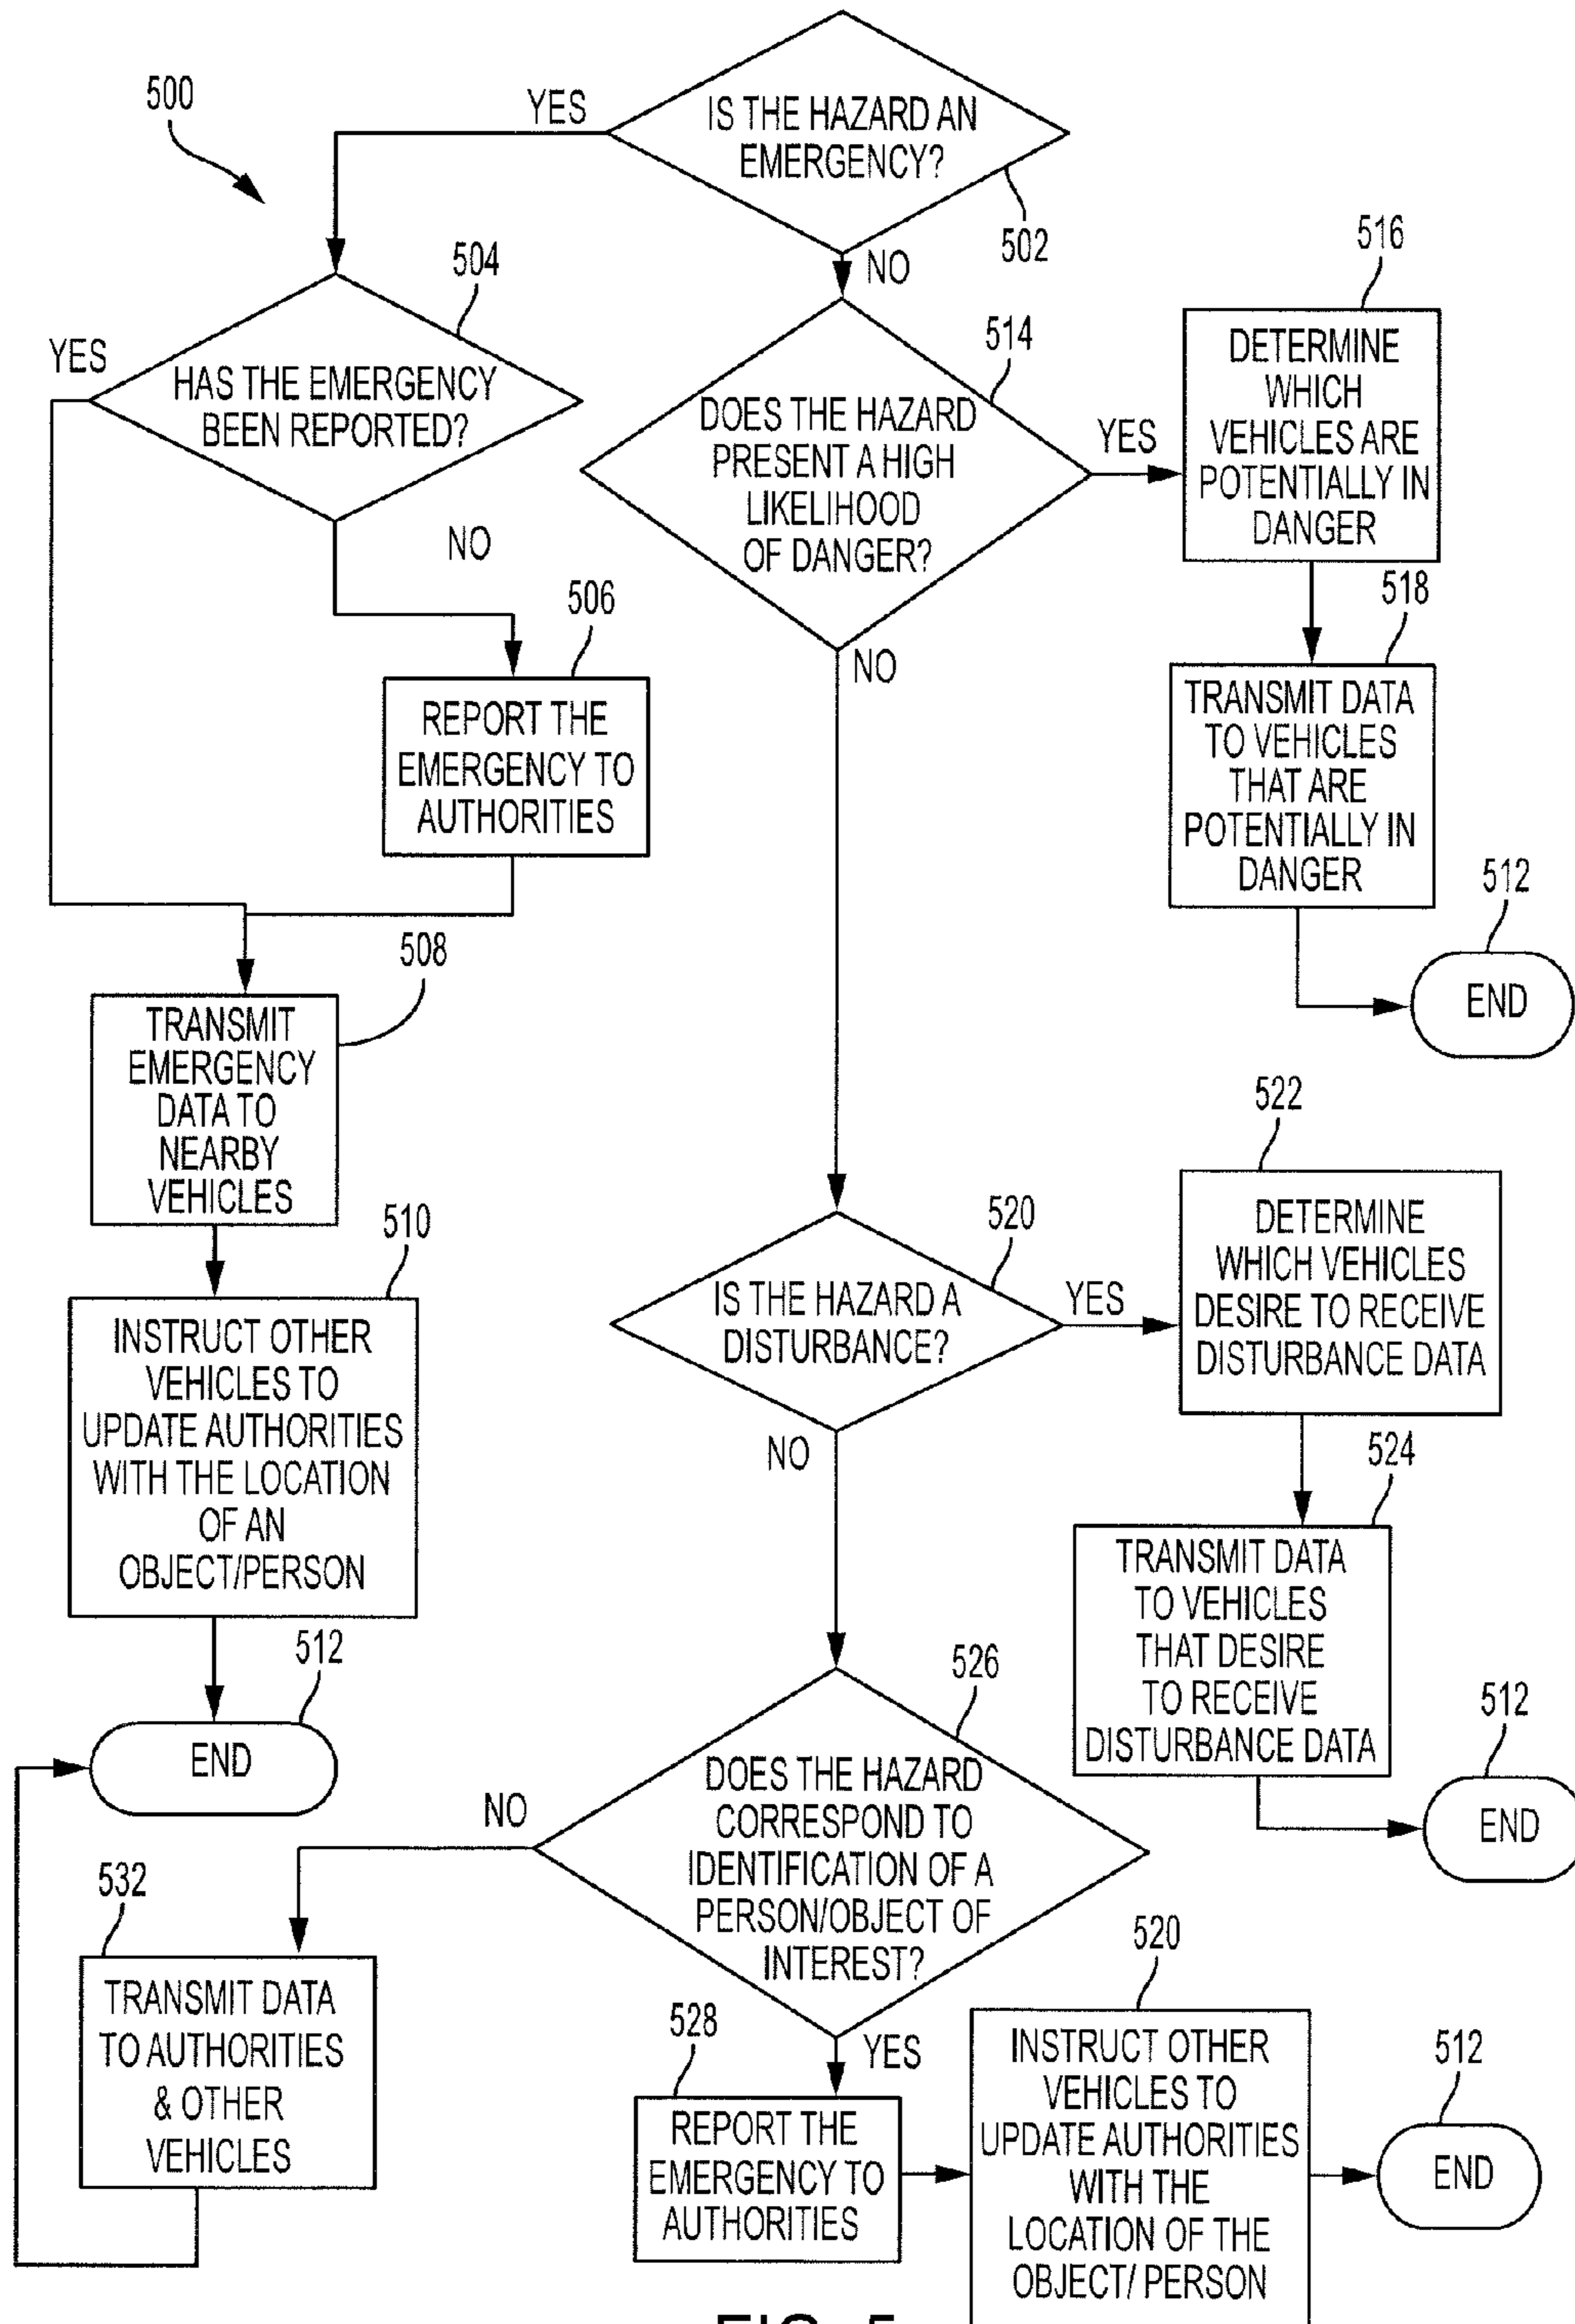 500
YES
IS THE HAZARD AN
EMERGENCY?
502
NO
504
YES
HAS THE EMERGENCY
BEEN REPORTED?
NO
506
REPORT THE
EMERGENCY TO
AUTHORITIES
514
DOES THE HAZARD
PRESENT A HIGH
LIKELIHOOD
OF DANGER?
YES
NO
516
DETERMINE
WHICH
VEHICLES ARE
POTENTIALLY IN
DANGER
518
TRANSMIT DATA
TO VEHICLES
THAT ARE
POTENTIALLY IN
DANGER
512
END
508
TRANSMIT
EMERGENCY
DATA TO
NEARBY
VEHICLES
510
INSTRUCT OTHER
VEHICLES TO
UPDATE AUTHORITIES
WITH THE LOCATION
OF AN
OBJECT/PERSON
512
END
520
IS THE HAZARD A
DISTURBANCE?
YES
NO
522
DETERMINE
WHICH VEHICLES
DESIRE TO RECEIVE
DISTURBANCE DATA
524
TRANSMIT DATA
TO VEHICLES
THAT DESIRE
TO RECEIVE
DISTURBANCE DATA
512
END
526
DOES THE HAZARD
CORRESPOND TO
IDENTIFICATION OF A
PERSON/OBJECT OF
INTEREST?
NO
532
TRANSMIT DATA
TO AUTHORITIES
& OTHER
VEHICLES
YES
528
REPORT THE
EMERGENCY TO
AUTHORITIES
520
INSTRUCT OTHER
VEHICLES TO
UPDATE AUTHORITIES
WITH THE
LOCATION OF THE
OBJECT/ PERSON
512
END
FIG. 5